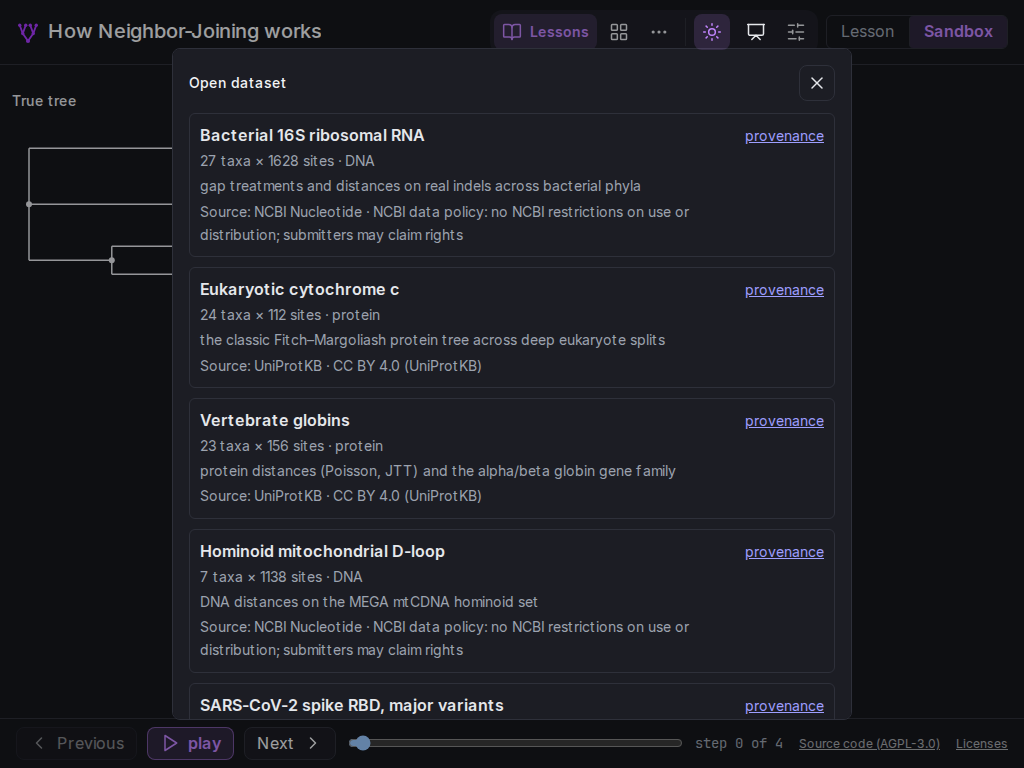 How Neighbor-Joining works
Lessons
Lesson
Sandbox
True tree
Open dataset
Bacterial 16S ribosomal RNA
provenance
27 taxa × 1628 sites · DNA
gap treatments and distances on real indels across bacterial phyla
Source: NCBI Nucleotide · NCBI data policy: no NCBI restrictions on use or
distribution; submitters may claim rights
Eukaryotic cytochrome c
provenance
24 taxa × 112 sites · protein
the classic Fitch–Margoliash protein tree across deep eukaryote splits
Source: UniProtKB · CC BY 4.0 (UniProtKB)
Vertebrate globins
provenance
23 taxa × 156 sites · protein
protein distances (Poisson, JTT) and the alpha/beta globin gene family
Source: UniProtKB · CC BY 4.0 (UniProtKB)
Hominoid mitochondrial D-loop
provenance
7 taxa × 1138 sites · DNA
DNA distances on the MEGA mtCDNA hominoid set
Source: NCBI Nucleotide · NCBI data policy: no NCBI restrictions on use or
distribution; submitters may claim rights
SARS-CoV-2 spike RBD, major variants
provenance
Previous
play
Next
step 0 of 4
Source code (AGPL-3.0)
Licenses